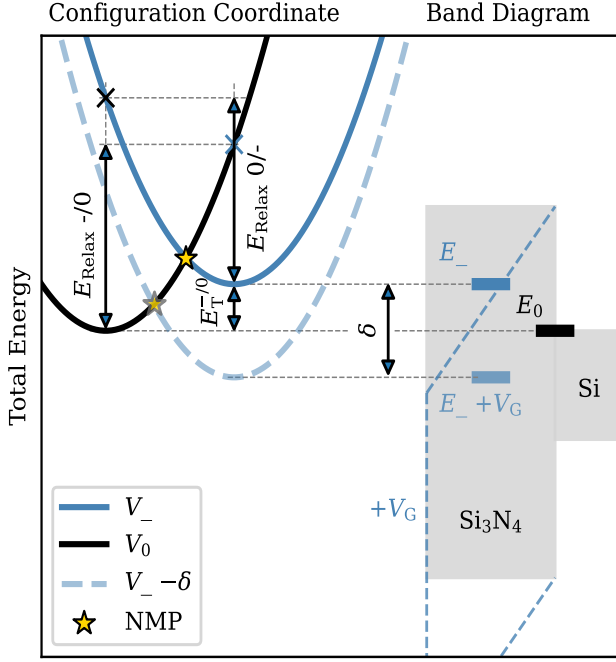 Configuration Coordinate
Band Diagram
Total Energy
E_Relax -/0
E_Relax 0/-
E_T^-/0
δ
E_-
E_0
E_- +V_G
Si
+V_G
Si_3N_4
V_-
V_0
V_- -δ
NMP